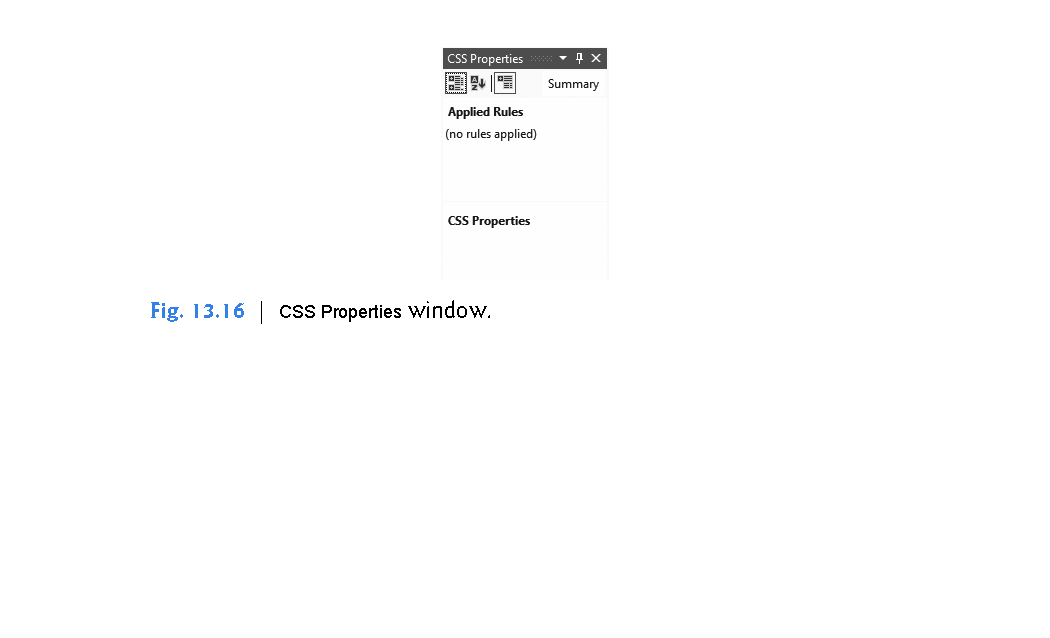 CSS Properties
Summary
Applied Rules
(no rules applied)
CSS Properties
Fig. 13.16 | CSS Properties window.